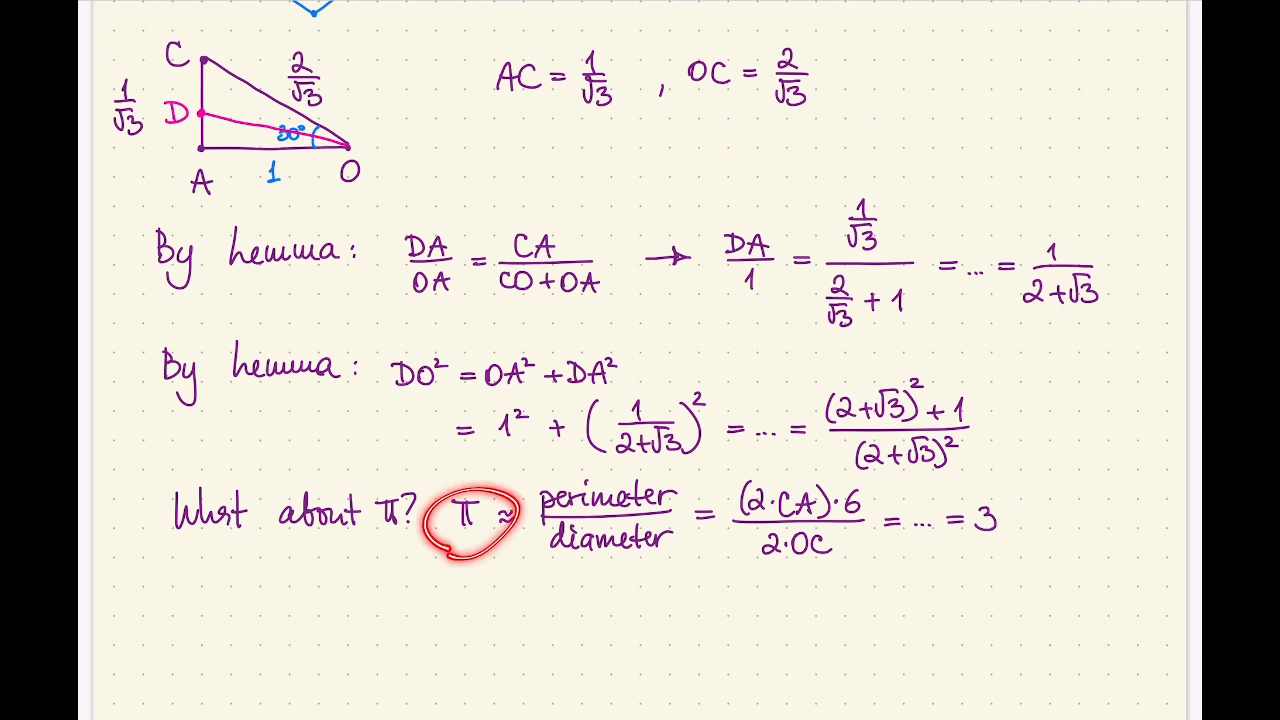 C 2/√3 AC = 1/√3 , OC = 2/√3
1/√3 D 30°
A 1 O
By lemma: DA/OA = CA/(CO+OA) → DA/1 = (1/√3)/(2/√3 + 1) = ... = 1/(2+√3)
By lemma: DO² = OA² + DA²
= 1² + (1/(2+√3))² = ... = ((2+√3)² + 1)/(2+√3)²
What about π? π ≈ perimeter/diameter = ((2·CA)·6)/(2·OC) = ... = 3